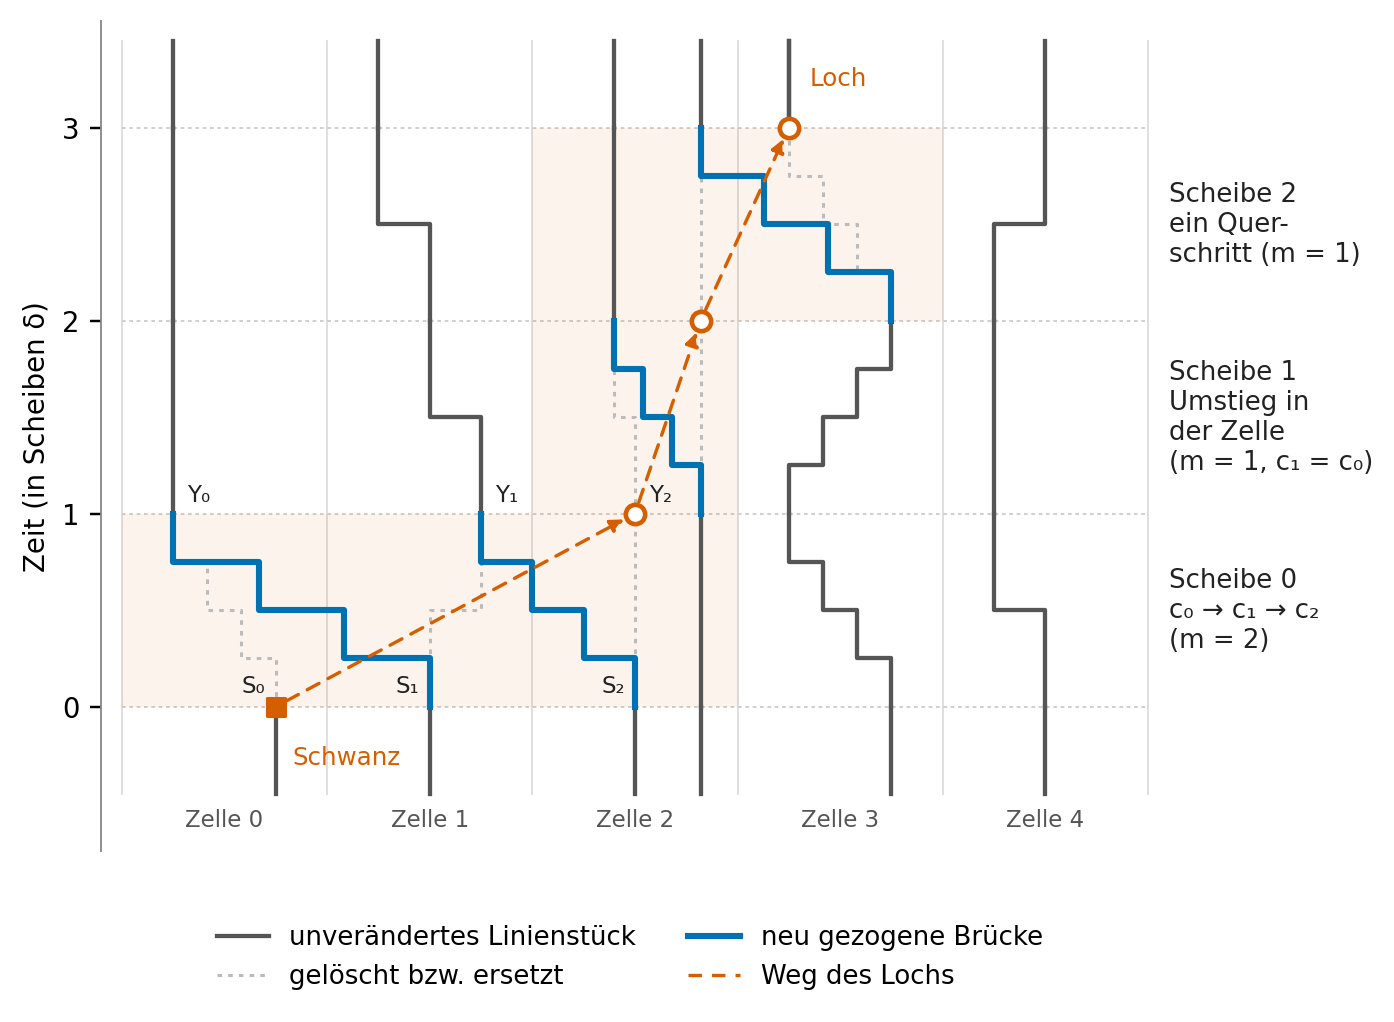 Loch
3
Scheibe 2
ein Quer-
schritt (m = 1)
2
Scheibe 1
Umstieg in
der Zelle
(m = 1, c₁ = c₀)
Zeit (in Scheiben δ)
Y₀
Y₁
Y₂
1
Scheibe 0
c₀ → c₁ → c₂
(m = 2)
S₀
S₁
S₂
0
Schwanz
Zelle 0
Zelle 1
Zelle 2
Zelle 3
Zelle 4
unverändertes Linienstück
neu gezogene Brücke
gelöscht bzw. ersetzt
Weg des Lochs